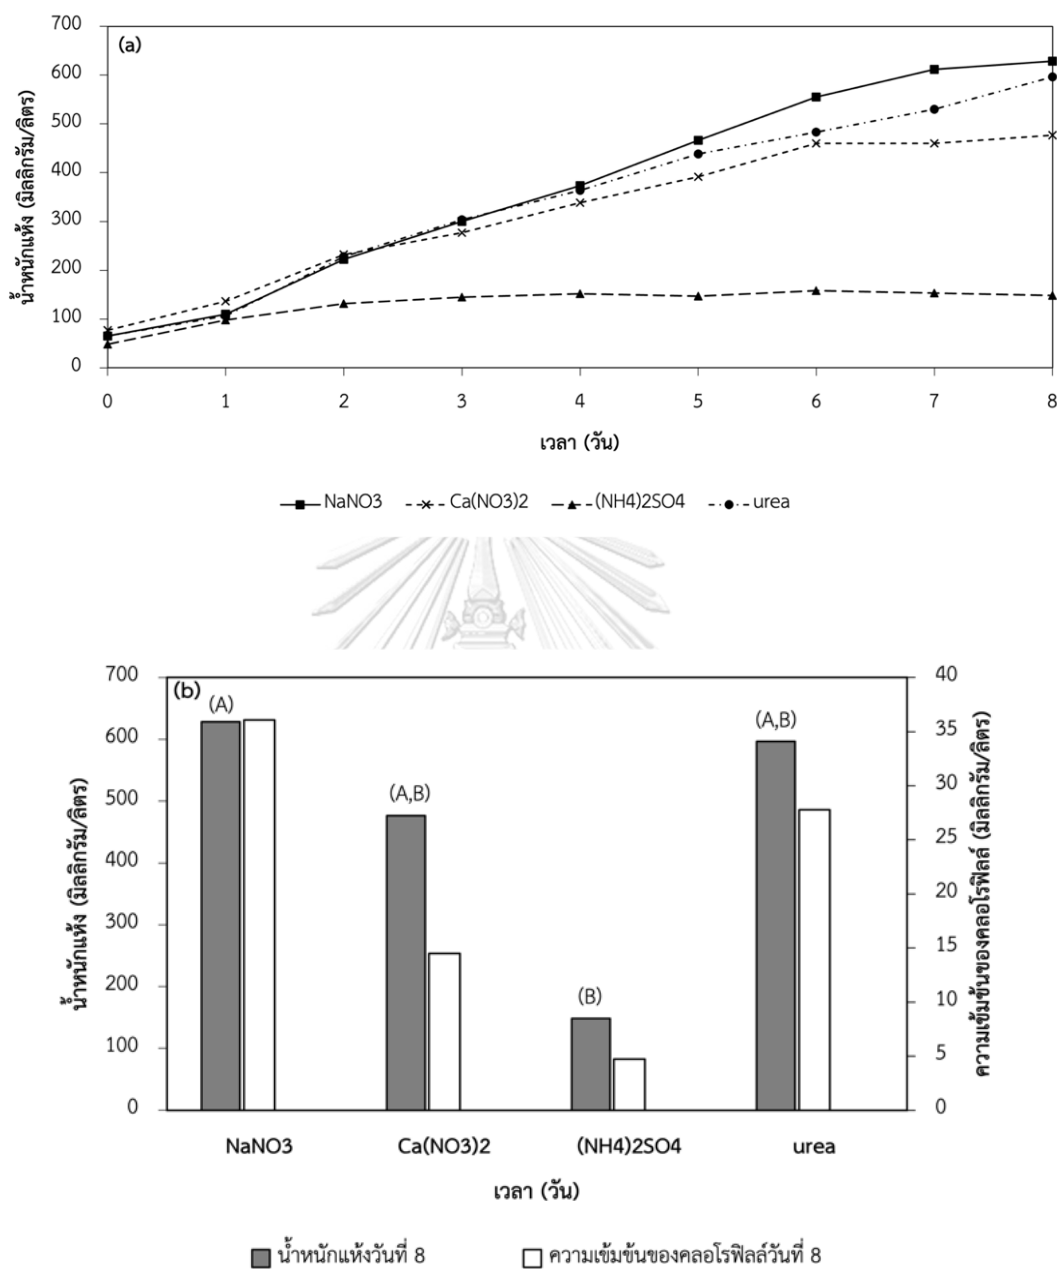 (a)
700
600
500
400
300
200
100
0
น้ำหนักแห้ง (มิลลิกรัม/ลิตร)
0 1 2 3 4 5 6 7 8
เวลา (วัน)
NaNO3 Ca(NO3)2 (NH4)2SO4 urea
(b)
700
600
500
400
300
200
100
0
น้ำหนักแห้ง (มิลลิกรัม/ลิตร)
(A) (A,B) (B) (A,B)
40
35
30
25
20
15
10
5
0
ความเข้มข้นของคลอโรฟิลล์ (มิลลิกรัม/ลิตร)
NaNO3 Ca(NO3)2 (NH4)2SO4 urea
เวลา (วัน)
น้ำหนักแห้งวันที่ 8 ความเข้มข้นของคลอโรฟิลล์วันที่ 8